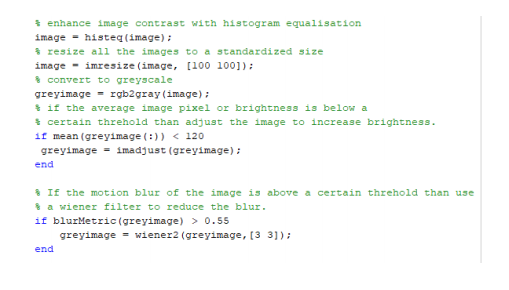 % enhance image contrast with histogram equalisation
image = histeq(image);
% resize all the images to a standardized size
image = imresize(image, [100 100]);
% convert to greyscale
greyimage = rgb2gray(image);
% if the average image pixel or brightness is below a
% certain threhold than adjust the image to increase brightness.
if mean(greyimage(:)) < 120
 greyimage = imadjust(greyimage);
end

% If the motion blur of the image is above a certain threhold than use
% a wiener filter to reduce the blur.
if blurMetric(greyimage) > 0.55
    greyimage = wiener2(greyimage,[3 3]);
end